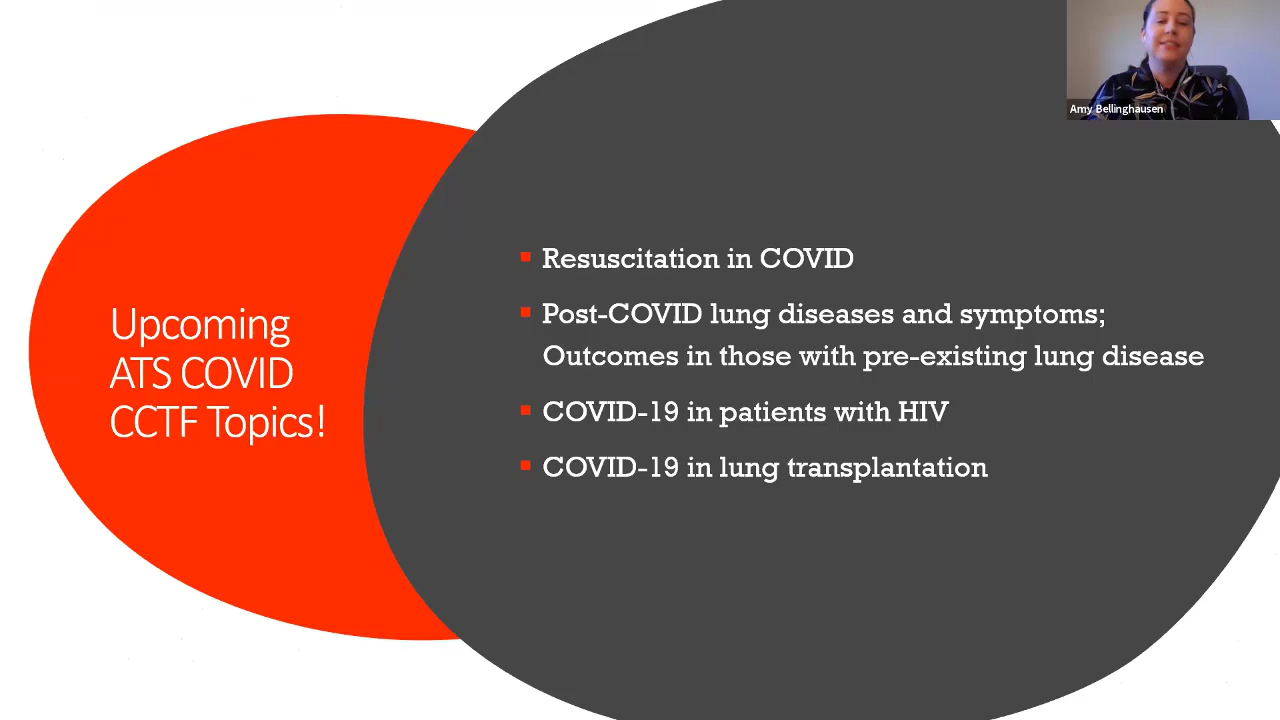 Amy Bellinghausen
Upcoming
ATS COVID
CCTF Topics!
Resuscitation in COVID
Post-COVID lung diseases and symptoms;
Outcomes in those with pre-existing lung disease
COVID-19 in patients with HIV
COVID-19 in lung transplantation